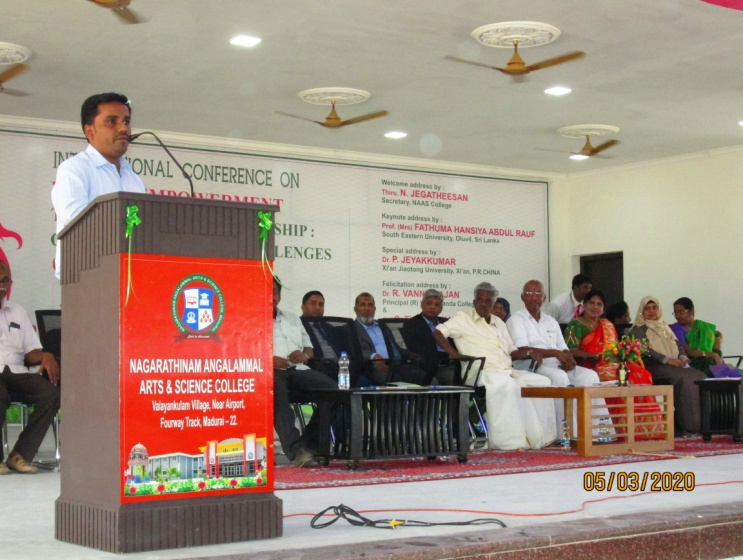 INTERNATIONAL CONFERENCE ON
EMPOWERMENT
SHIP :
CHALLENGES
Welcome address by :
Thiru. N. JEGATHEESAN
Secretary, NAAS College
Keynote address by :
Prof. (Mrs) FATHUMA HANSIYA ABDUL RAUF
South Eastern University, Oluvil, Sri Lanka
Special address by :
Dr. P. JEYAKKUMAR
Xi'an Jiaotong University, Xi'an, P.R.CHINA
Felicitation address by :
Dr. R.
Principal (R)
&
NAGARATHINAM ANGALAMMAL
ARTS & SCIENCE COLLEGE
Valayankulam Village, Near Airport,
Fourway Track, Madurai – 22.
05/03/2020